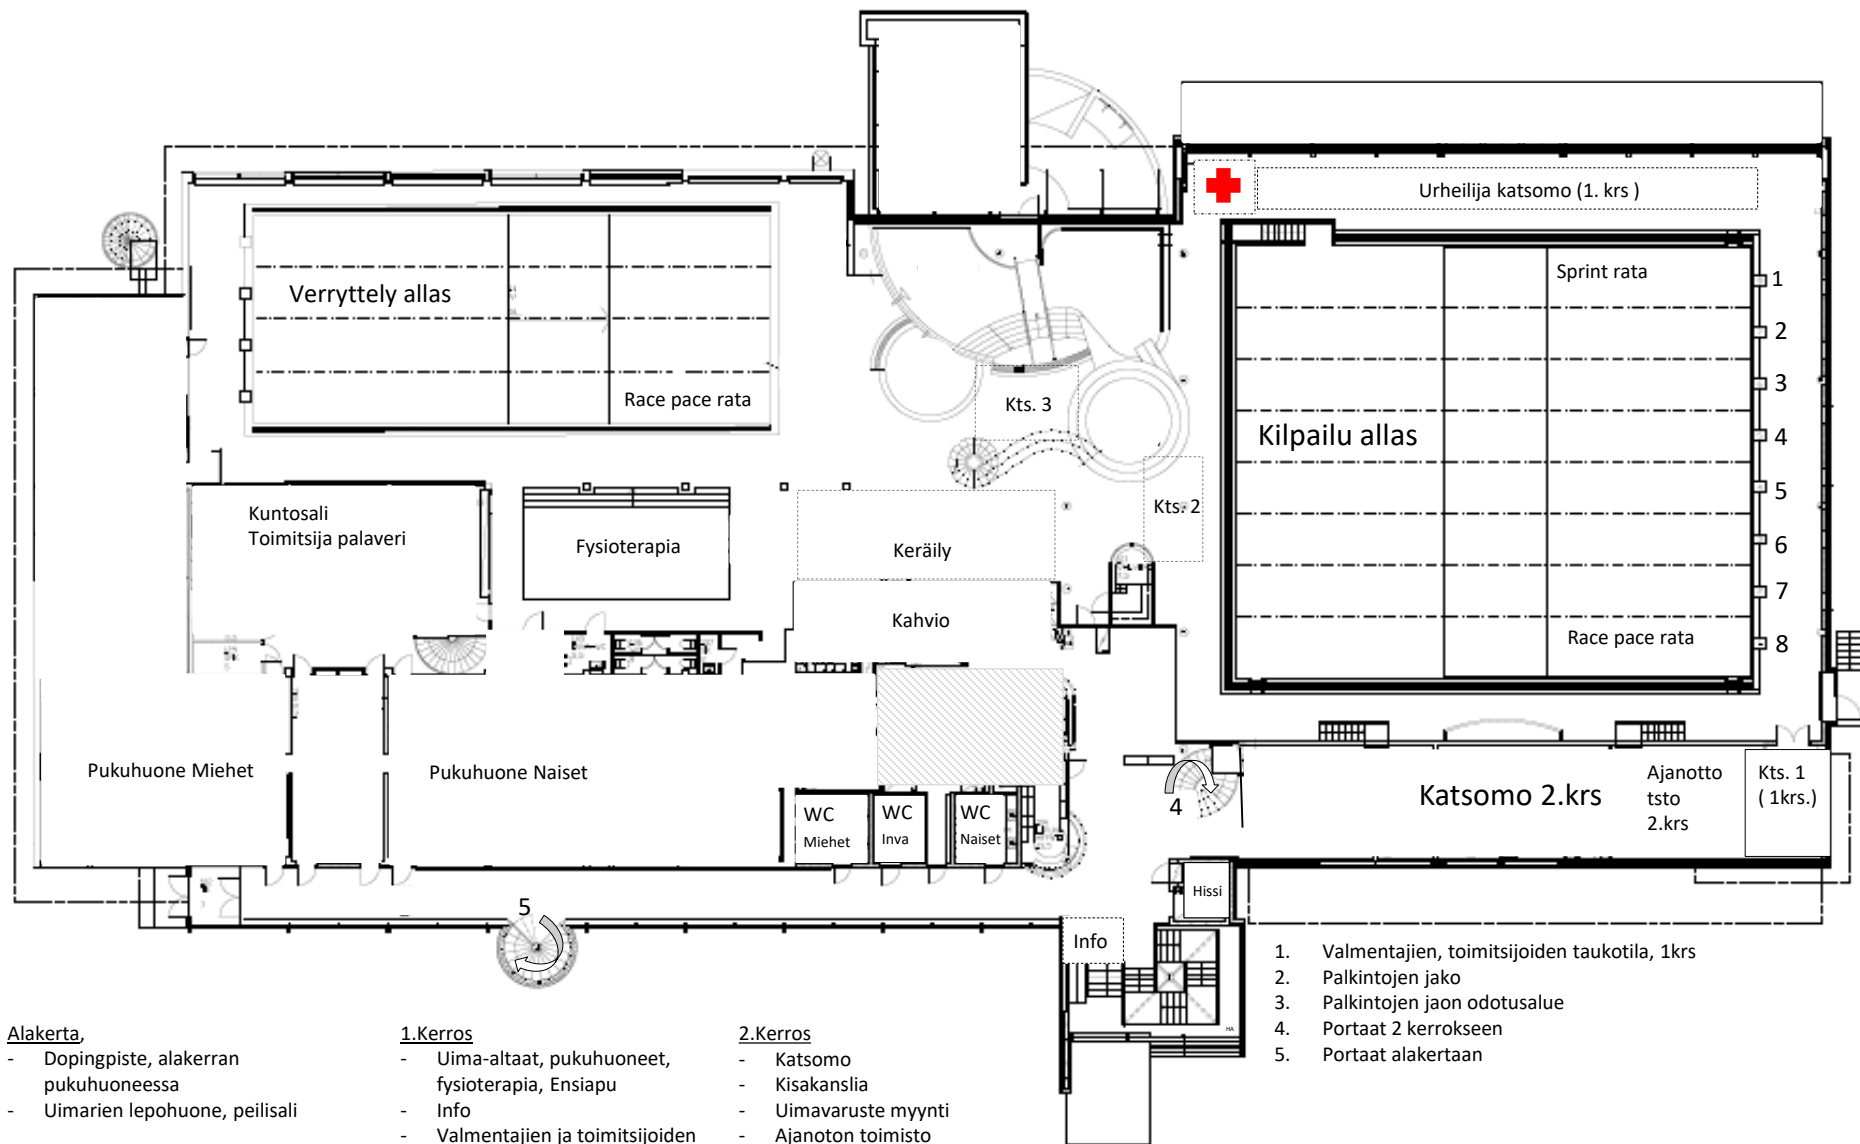 Urheilija katsomo (1. krs )
Verryttely allas
Race pace rata
Sprint rata
1
2
3
4
5
6
7
8
Kilpailu allas
Race pace rata
Kts. 3
Kts. 2
Kuntosali
Toimitsija palaveri
Fysioterapia
Keräily
Kahvio
Pukuhuone Miehet
Pukuhuone Naiset
WC
Miehet
WC
Inva
WC
Naiset
4
Katsomo 2.krs
Ajanotto
tsto
2.krs
Kts. 1
( 1krs.)
Hissi
5
Info
1. Valmentajien, toimitsijoiden taukotila, 1krs
2. Palkintojen jako
3. Palkintojen jaon odotusalue
4. Portaat 2 kerrokseen
5. Portaat alakertaan
Alakerta,
- Dopingpiste, alakerran
pukuhuoneessa
- Uimarien lepohuone, peilisali
1.Kerros
- Uima-altaat, pukuhuoneet,
fysioterapia, Ensiapu
- Info
- Valmentajien ja toimitsijoiden
2.Kerros
- Katsomo
- Kisakanslia
- Uimavaruste myynti
- Ajanoton toimisto